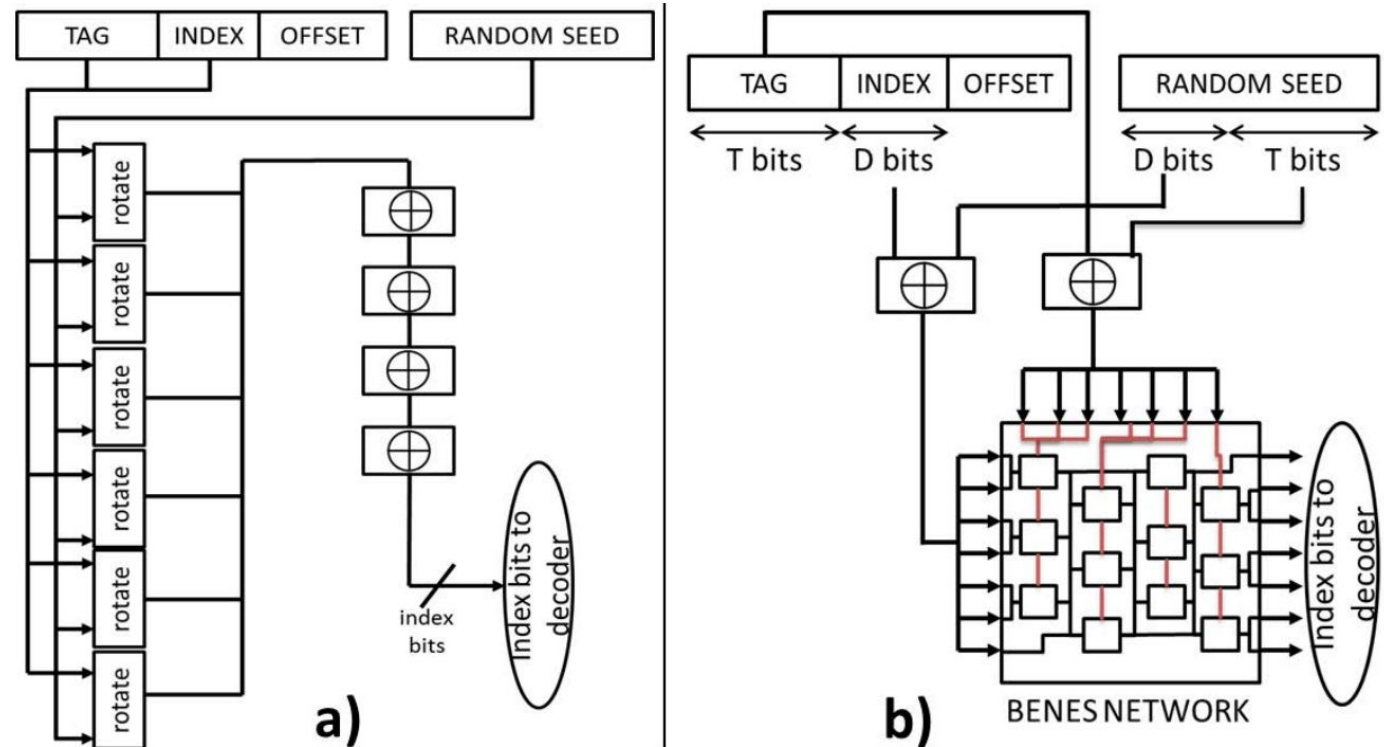 TAG INDEX OFFSET RANDOM SEED
rotate
rotate
rotate
rotate
rotate
rotate
index
bits
Index bits to
decoder
a)
TAG INDEX OFFSET RANDOM SEED
T bits D bits D bits T bits
Index bits to
decoder
BENES NETWORK
b)